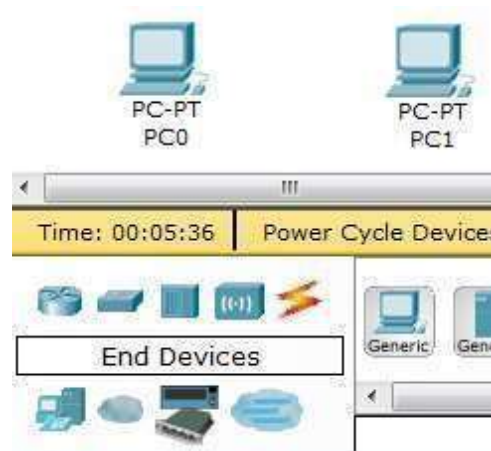 PC-PT
PC0
PC-PT
PC1
Time: 00:05:36
Power Cycle Devices
End Devices
Generic